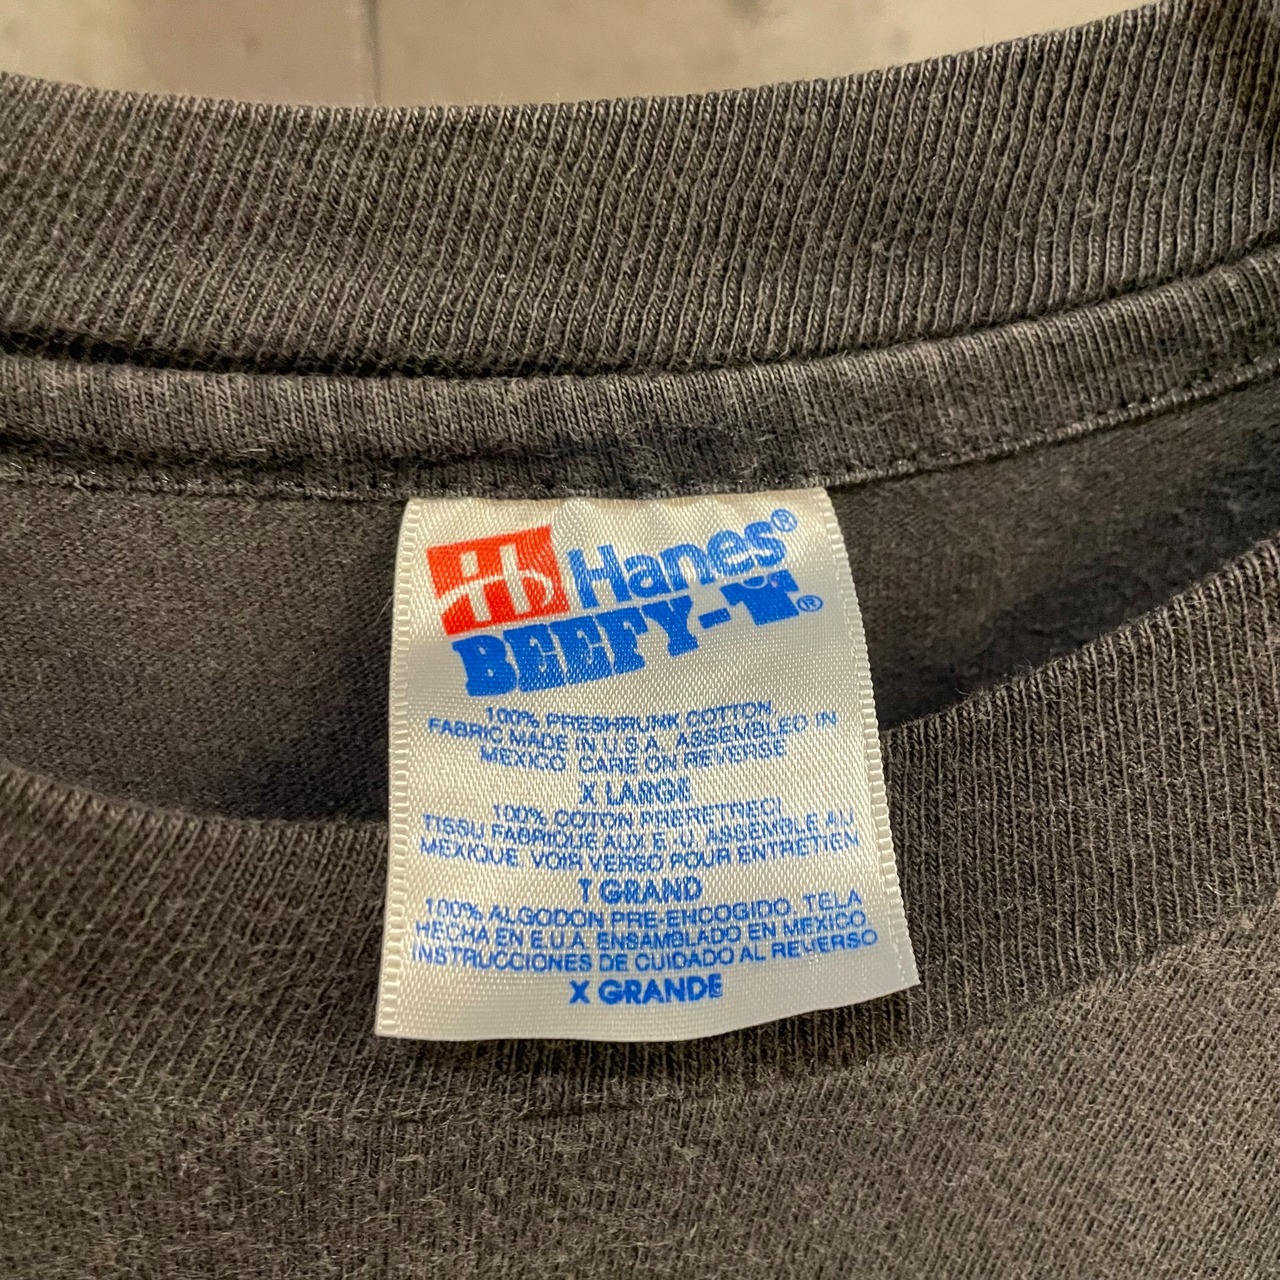 Hb Hanes®
BEEFY-T®
100% PRESHRUNK COTTON
FABRIC MADE IN U.S.A. ASSEMBLED IN
MEXICO. CARE ON REVERSE
X LARGE
100% COTON PRERETRECI
TISSU FABRIQUE AUX E.-U. ASSEMBLE AU
MEXIQUE. VOIR VERSO POUR ENTRETIEN
T GRAND
100% ALGODON PRE-ENCOGIDO. TELA
HECHA EN E.U.A. ENSAMBLADO EN MEXICO.
INSTRUCCIONES DE CUIDADO AL REVERSO
X GRANDE